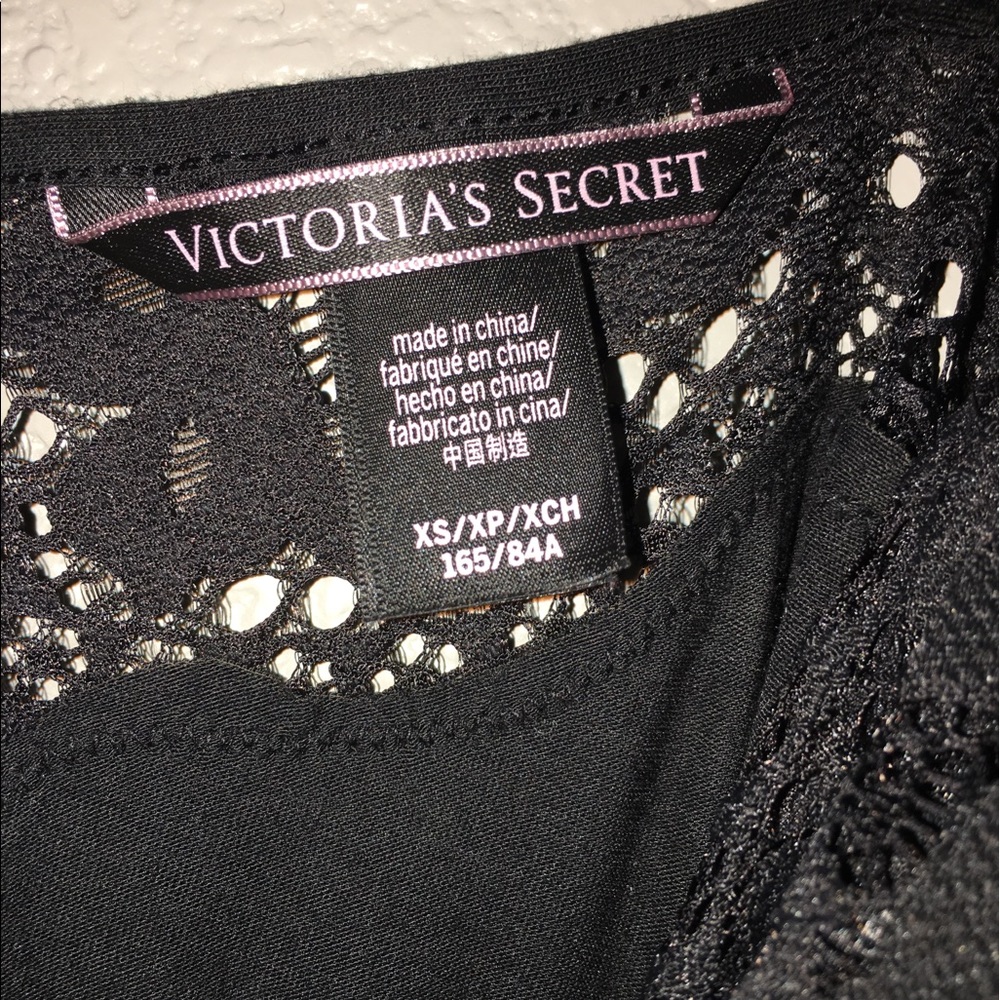 VICTORIA'S SECRET
made in china/
fabriqué en chine/
hecho en china/
fabbricato in cina/
中国制造
XS/XP/XCH
165/84A